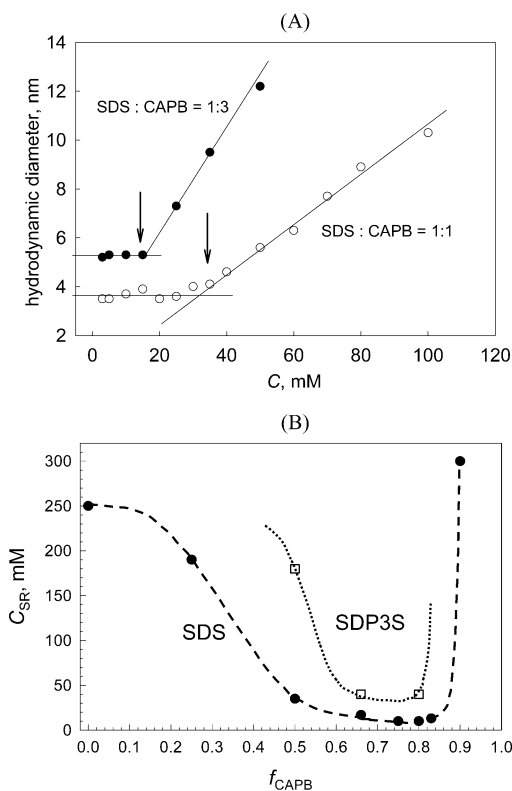 (A)
14
12
10
8
6
4
2
hydrodynamic diameter, nm
SDS : CAPB = 1:3
SDS : CAPB = 1:1
0 20 40 60 80 100 120
C, mM
(B)
300
250
200
150
100
50
0
C_SR, mM
SDS
SDP3S
0.0 0.1 0.2 0.3 0.4 0.5 0.6 0.7 0.8 0.9 1.0
f_CAPB